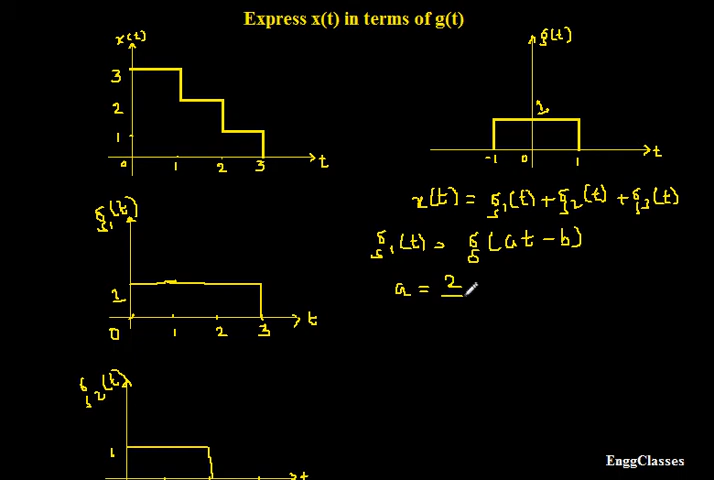 Express x(t) in terms of g(t)
x(t)
3
2
1
0 1 2 3 t
g(t)
1
-1 0 1 t
x(t) = g1(t) + g2(t) + g3(t)
g1(t) = g(at - b)
a = 2
g1(t)
1
0 1 2 3 t
g2(t)
1
t
EnggClasses